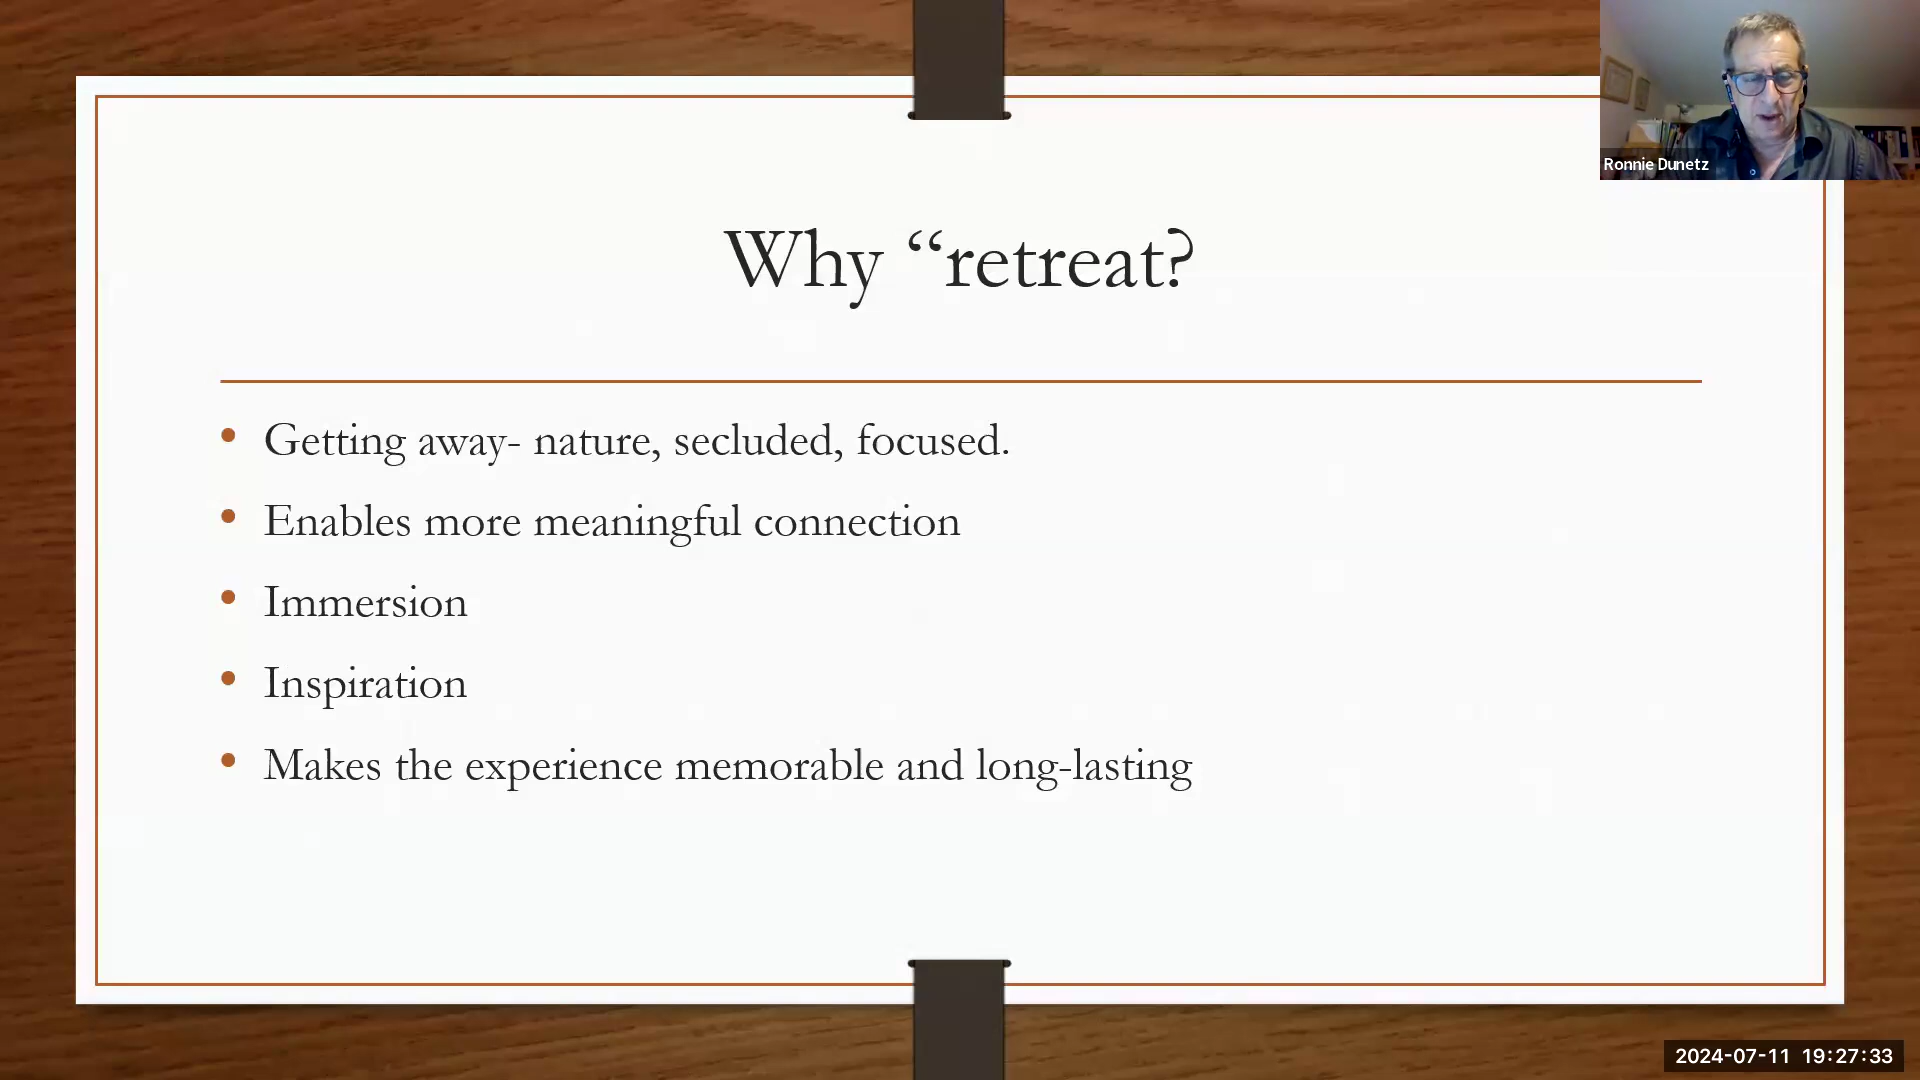 Ronnie Dunetz
Why “retreat?
• Getting away- nature, secluded, focused.
• Enables more meaningful connection
• Immersion
• Inspiration
• Makes the experience memorable and long-lasting
2024-07-11 19:27:33